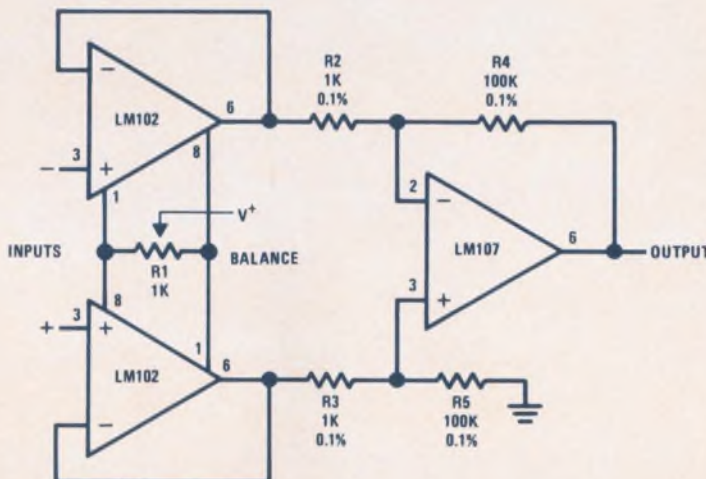 R2
1K
0.1%
R4
100K
0.1%
−
6
LM102
8
− 3 +
1
2
−
V+
6
INPUTS
R1
1K
BALANCE
LM107
OUTPUT
8
3
+
+ 3 +
1
6
LM102
−
R3
1K
0.1%
R5
100K
0.1%